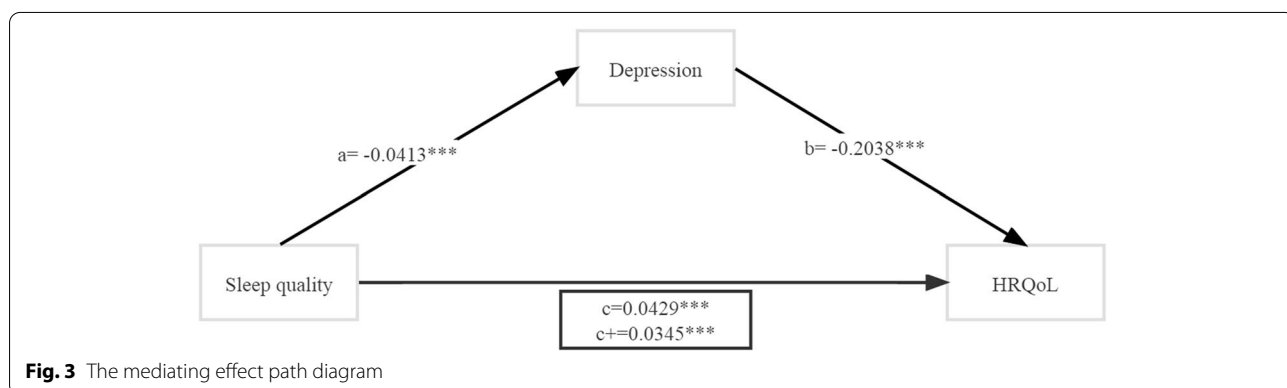 Depression
a= -0.0413***
b= -0.2038***
Sleep quality
HRQoL
c=0.0429***
c+=0.0345***
Fig. 3 The mediating effect path diagram